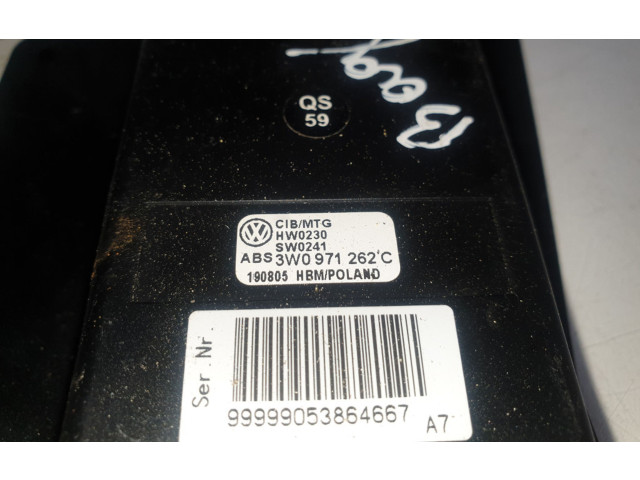 QS
59
CIB/MTG
HW0230
SW0241
ABS 3W0 971 262 C
190805 HBM/POLAND
Ser.Nr
99999053864667
A7